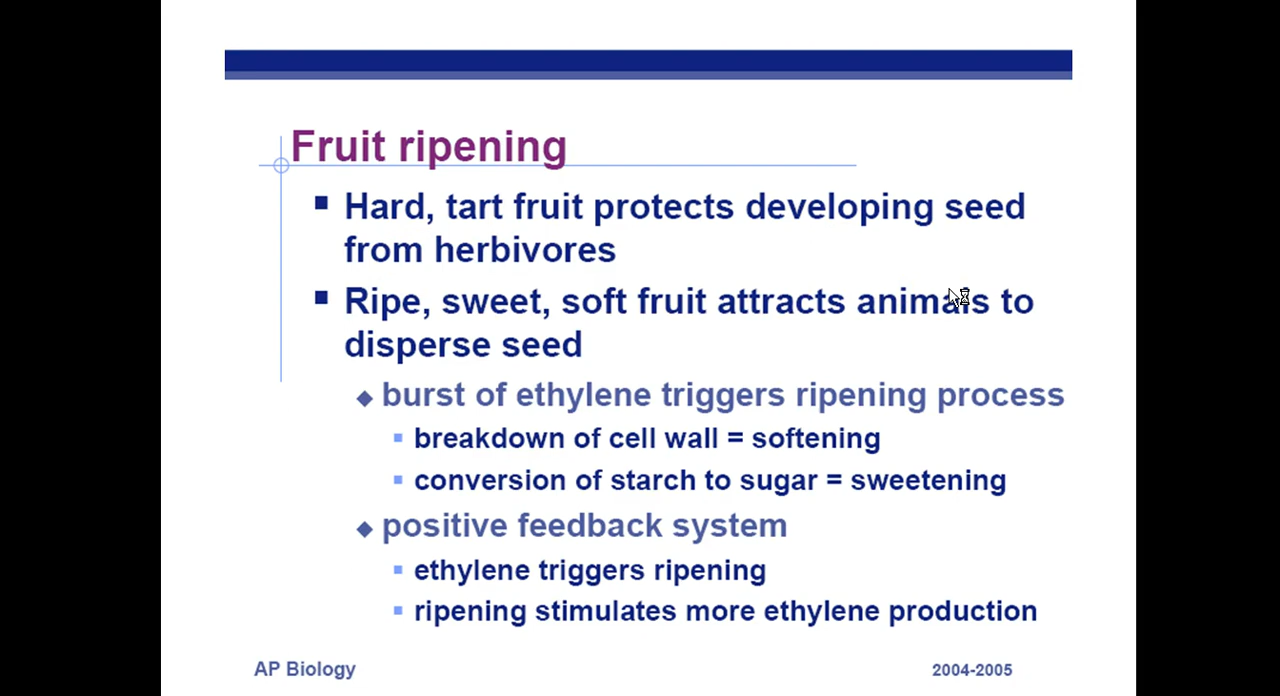 Fruit ripening
Hard, tart fruit protects developing seed
from herbivores
Ripe, sweet, soft fruit attracts animals to
disperse seed
burst of ethylene triggers ripening process
breakdown of cell wall = softening
conversion of starch to sugar = sweetening
positive feedback system
ethylene triggers ripening
ripening stimulates more ethylene production
AP Biology
2004-2005